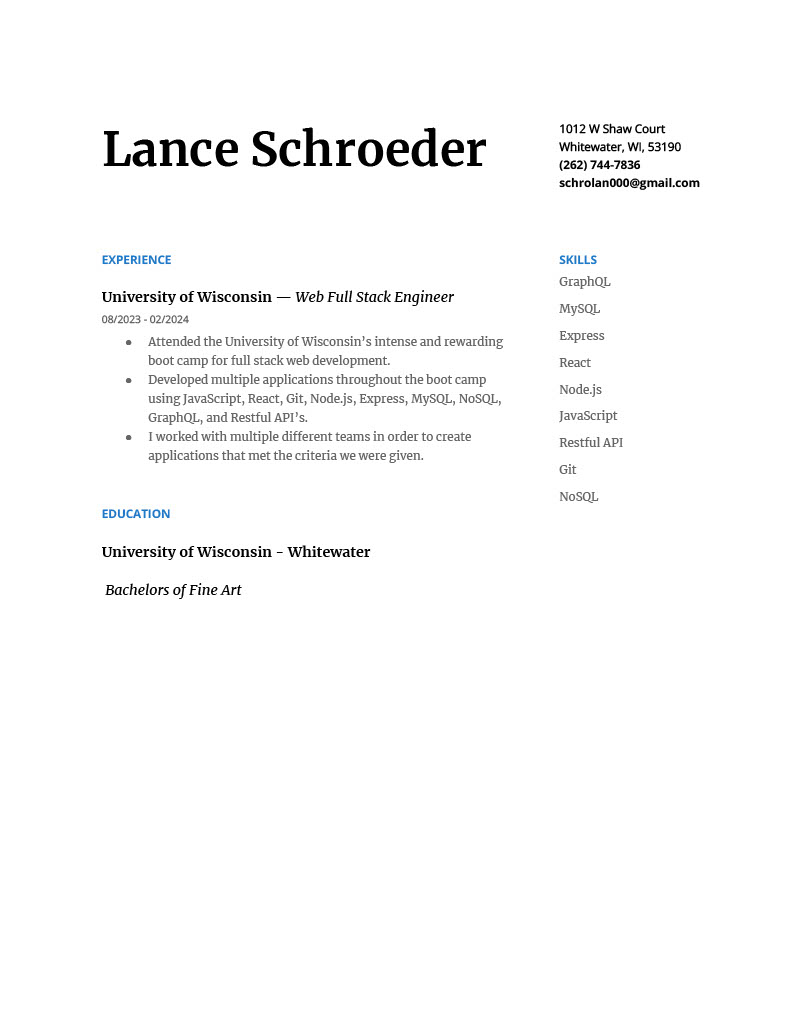 Lance Schroeder
1012 W Shaw Court
Whitewater, WI, 53190
(262) 744-7836
schrolan000@gmail.com
EXPERIENCE
University of Wisconsin — Web Full Stack Engineer
08/2023 - 02/2024
● Attended the University of Wisconsin’s intense and rewarding
boot camp for full stack web development.
● Developed multiple applications throughout the boot camp
using JavaScript, React, Git, Node.js, Express, MySQL, NoSQL,
GraphQL, and Restful API’s.
● I worked with multiple different teams in order to create
applications that met the criteria we were given.
EDUCATION
University of Wisconsin - Whitewater
Bachelors of Fine Art
SKILLS
GraphQL
MySQL
Express
React
Node.js
JavaScript
Restful API
Git
NoSQL